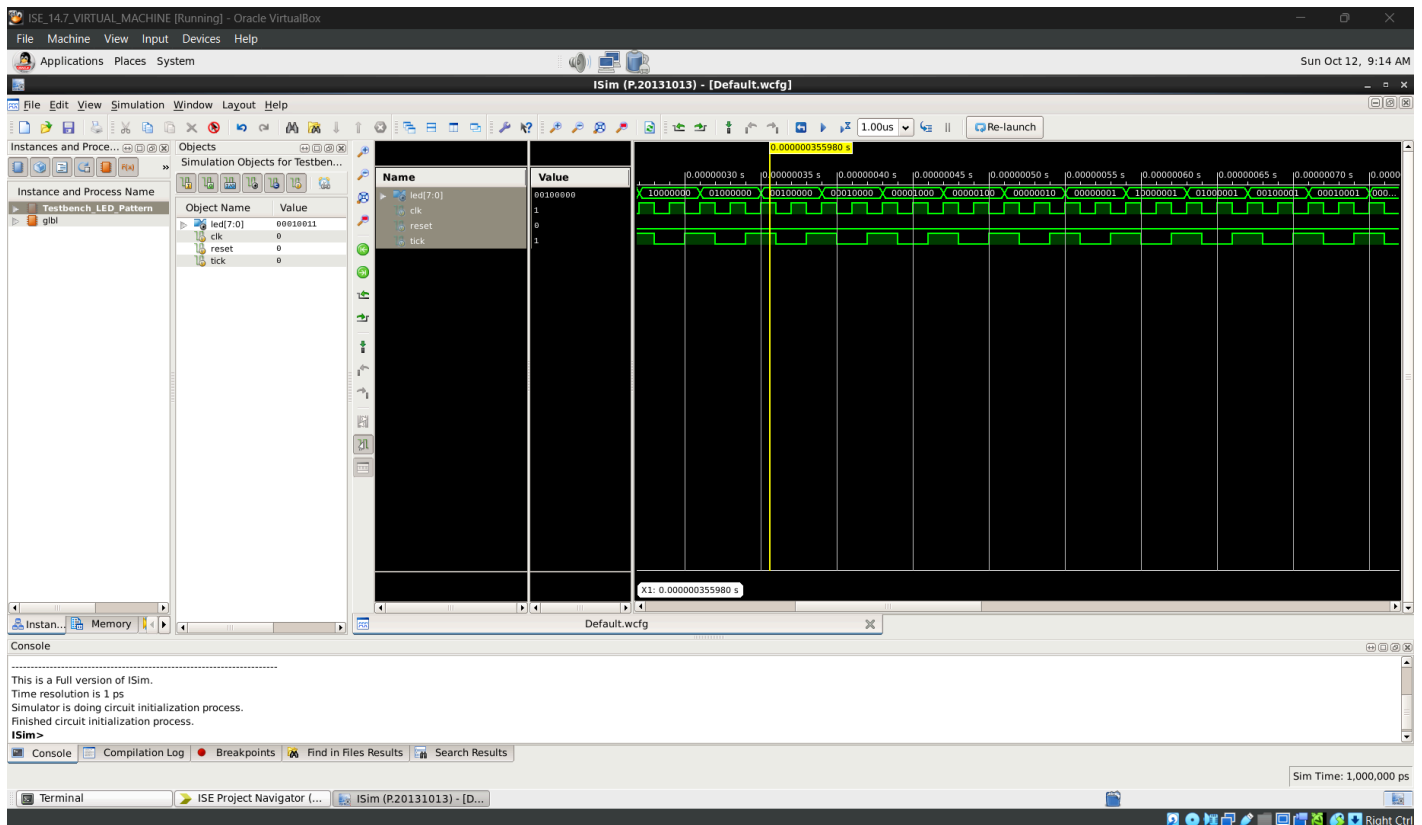 ISE_14.7_VIRTUAL_MACHINE [Running] - Oracle VirtualBox
File Machine View Input Devices Help
Applications Places System
Sun Oct 12, 9:14 AM
ISim (P.20131013) - [Default.wcfg]
File Edit View Simulation Window Layout Help
1.00us
Re-launch
Instances and Proce...
F(x)
»
Instance and Process Name
Testbench_LED_Pattern
glbl
Instan...
Memory
Objects
Simulation Objects for Testben...
Object Name Value
led[7:0] 00010011
clk 0
reset 0
tick 0
Name Value
led[7:0] 00100000
clk 1
reset 0
tick 1
0.000000355980 s
0.00000030 s 0.00000035 s 0.00000040 s 0.00000045 s 0.00000050 s 0.00000055 s 0.00000060 s 0.00000065 s 0.00000070 s 0.0000
10000000 01000000 00100000 00010000 00001000 00000100 00000010 00000001 10000001 01000001 00100001 00010001 000...
X1: 0.000000355980 s
Default.wcfg
Console
This is a Full version of ISim.
Time resolution is 1 ps
Simulator is doing circuit initialization process.
Finished circuit initialization process.
ISim>
Console Compilation Log Breakpoints Find in Files Results Search Results
Sim Time: 1,000,000 ps
Terminal
ISE Project Navigator (...
ISim (P.20131013) - [D...
Right Ctrl